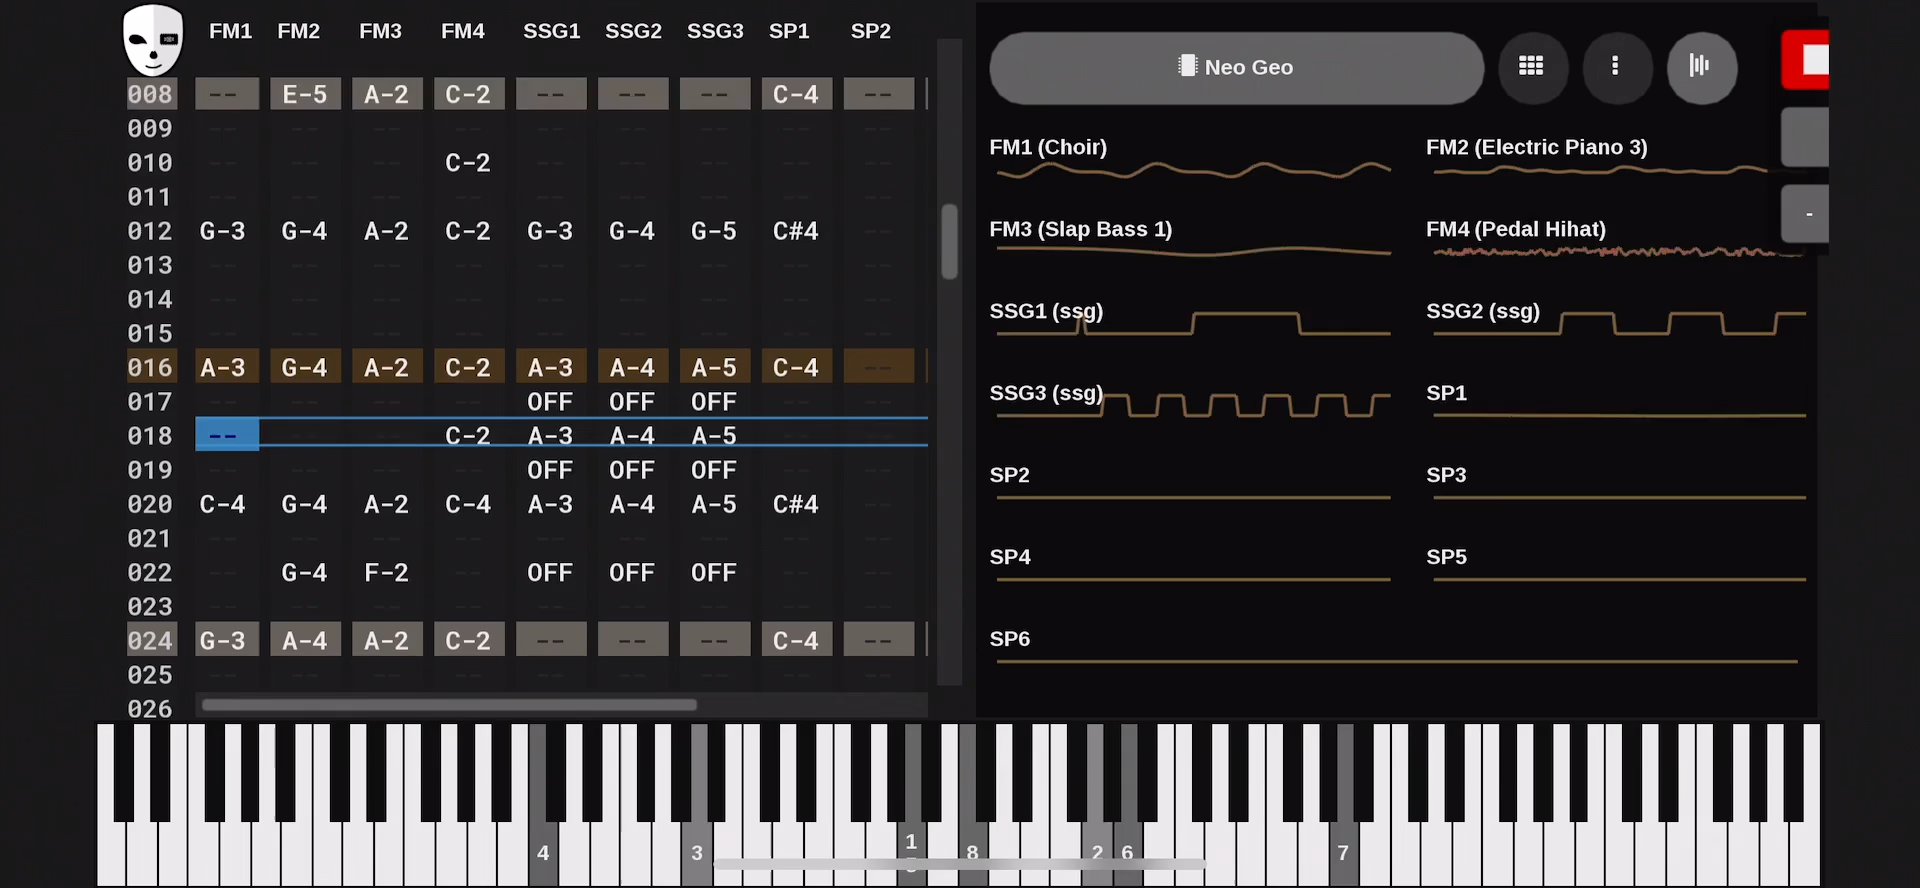 FM1 FM2 FM3 FM4 SSG1 SSG2 SSG3 SP1 SP2
008 -- E-5 A-2 C-2 -- -- -- C-4 --
009 -- -- -- -- -- -- -- -- --
010 -- -- -- C-2 -- -- -- -- --
011 -- -- -- -- -- -- -- -- --
012 G-3 G-4 A-2 C-2 G-3 G-4 G-5 C#4 --
013 -- -- -- -- -- -- -- -- --
014 -- -- -- -- -- -- -- -- --
015 -- -- -- -- -- -- -- -- --
016 A-3 G-4 A-2 C-2 A-3 A-4 A-5 C-4 --
017 -- -- -- -- OFF OFF OFF -- --
018 -- -- -- C-2 A-3 A-4 A-5 -- --
019 -- -- -- -- OFF OFF OFF -- --
020 C-4 G-4 A-2 C-4 A-3 A-4 A-5 C#4 --
021 -- -- -- -- -- -- -- -- --
022 -- G-4 F-2 -- OFF OFF OFF -- --
023 -- -- -- -- -- -- -- -- --
024 G-3 A-4 A-2 C-2 -- -- -- C-4 --
025 -- -- -- -- -- -- -- -- --
026
Neo Geo
-
FM1 (Choir)
FM2 (Electric Piano 3)
FM3 (Slap Bass 1)
FM4 (Pedal Hihat)
SSG1 (ssg)
SSG2 (ssg)
SSG3 (ssg)
SP1
SP2
SP3
SP4
SP5
SP6
4 3 1 8 2 6 7